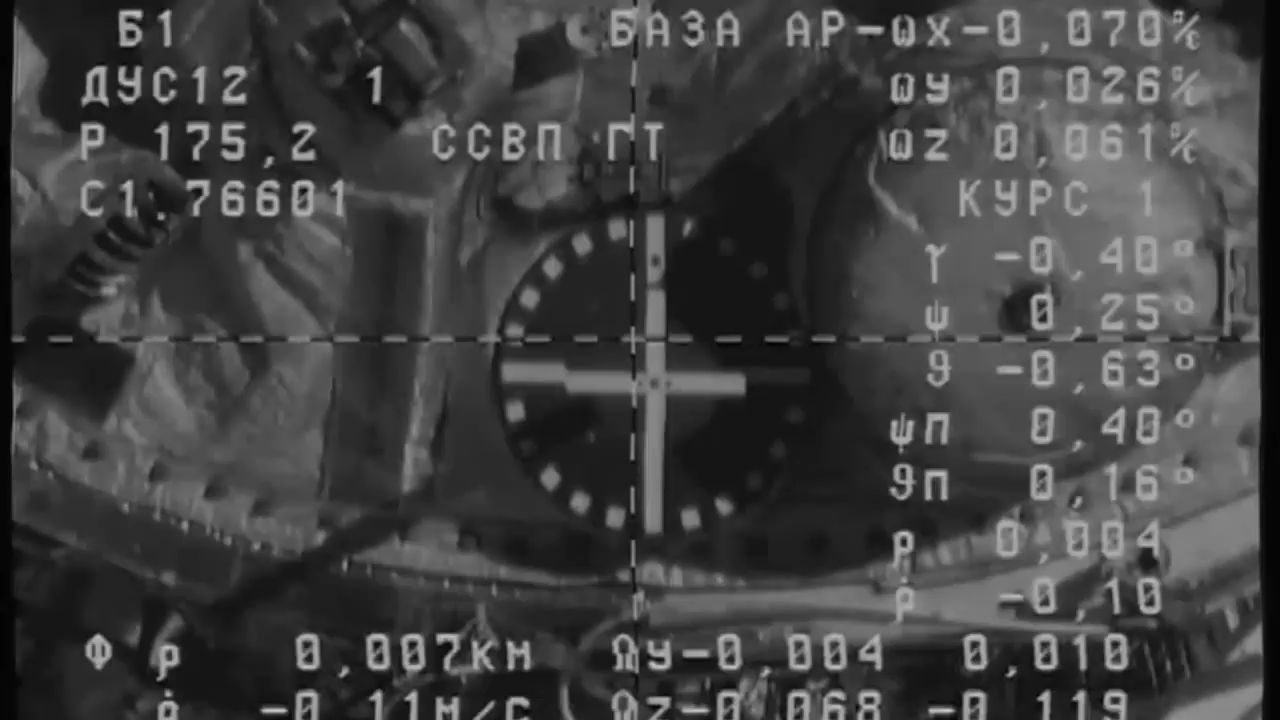 Б1 БАЗА АР-ωх-0,070°/c
ДУС12 1 ωу 0,026°/c
Р 175,2 ССВП ГТ ωz 0,061°/c
С1.76601 КУРС 1
γ -0,40°
ψ 0,25°
ϑ -0,63°
ψп 0,40°
ϑп 0,16°
ρ 0,004
ρ̇ -0,10
Ф ρ 0,007км Ωу-0,004 0,010
ρ̇ -0,11м/с Ωz-0,068 -0,119